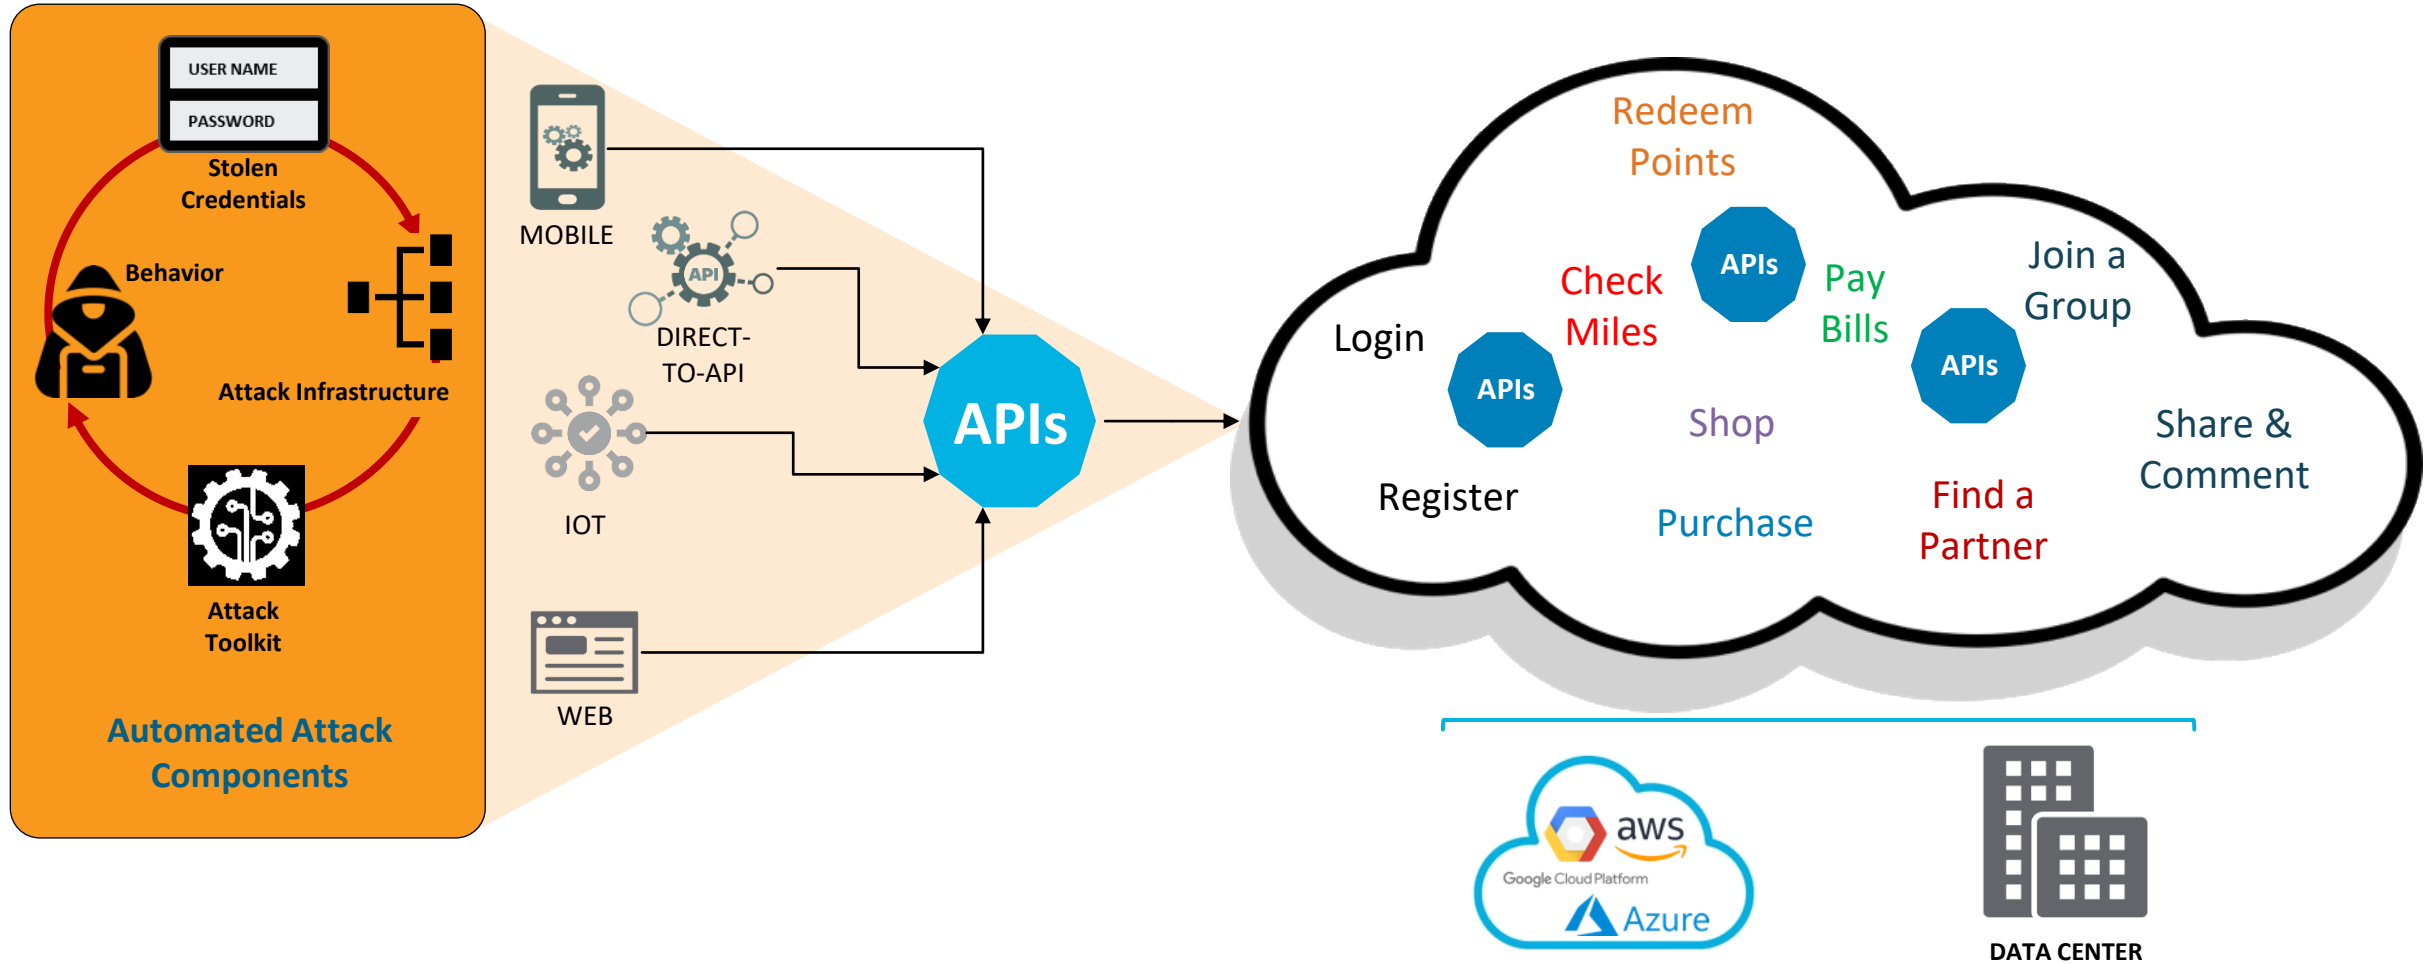 USER NAME
PASSWORD
Stolen
Credentials
Behavior
Attack Infrastructure
Attack
Toolkit
Automated Attack
Components
MOBILE
API
DIRECT-
TO-API
IOT
WEB
APIs
Redeem
Points
APIs
Check
Miles
Pay
Bills
Join a
Group
Login
APIs
APIs
Shop
Share &
Comment
Register
Purchase
Find a
Partner
aws
Google Cloud Platform
Azure
DATA CENTER